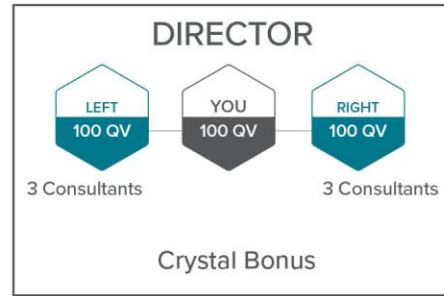 DIRECTOR
LEFT
100 QV
YOU
100 QV
RIGHT
100 QV
3 Consultants
3 Consultants
Crystal Bonus